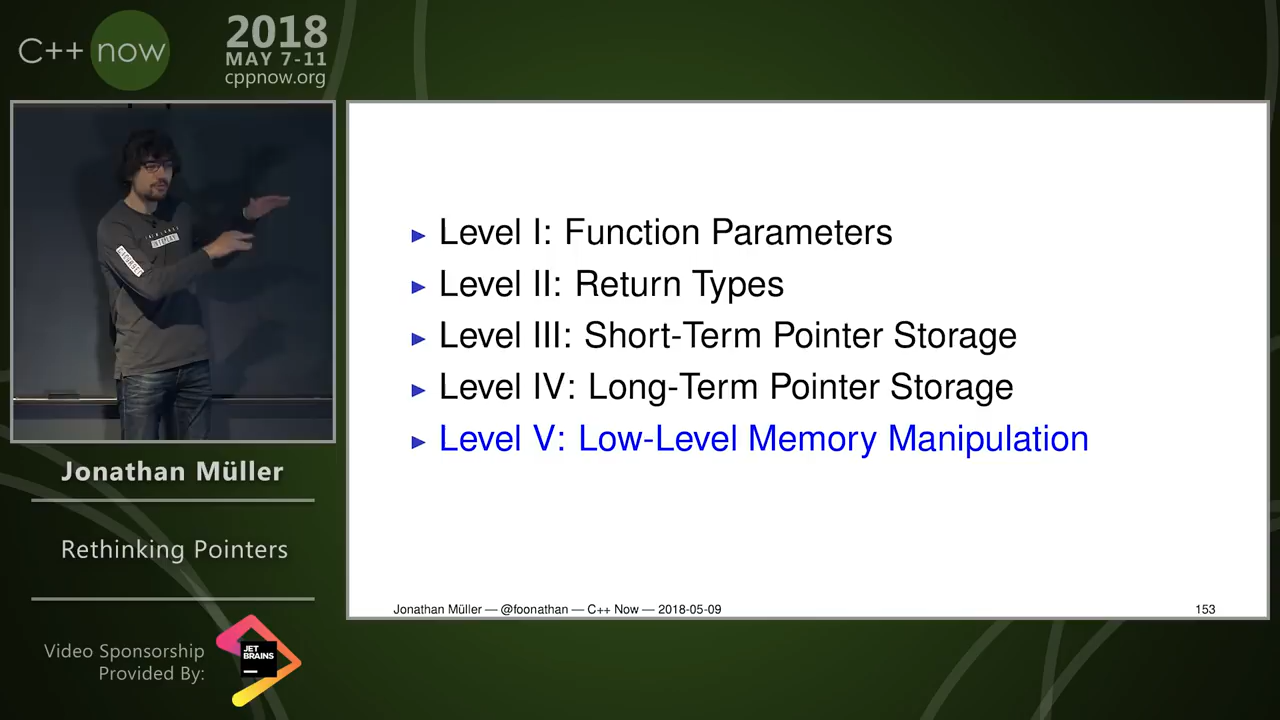 C++ now
2018
MAY 7-11
cppnow.org
Level I: Function Parameters
Level II: Return Types
Level III: Short-Term Pointer Storage
Level IV: Long-Term Pointer Storage
Level V: Low-Level Memory Manipulation
Jonathan Müller — @foonathan — C++ Now — 2018-05-09
153
Jonathan Müller
Rethinking Pointers
Video Sponsorship
Provided By:
JET
BRAINS